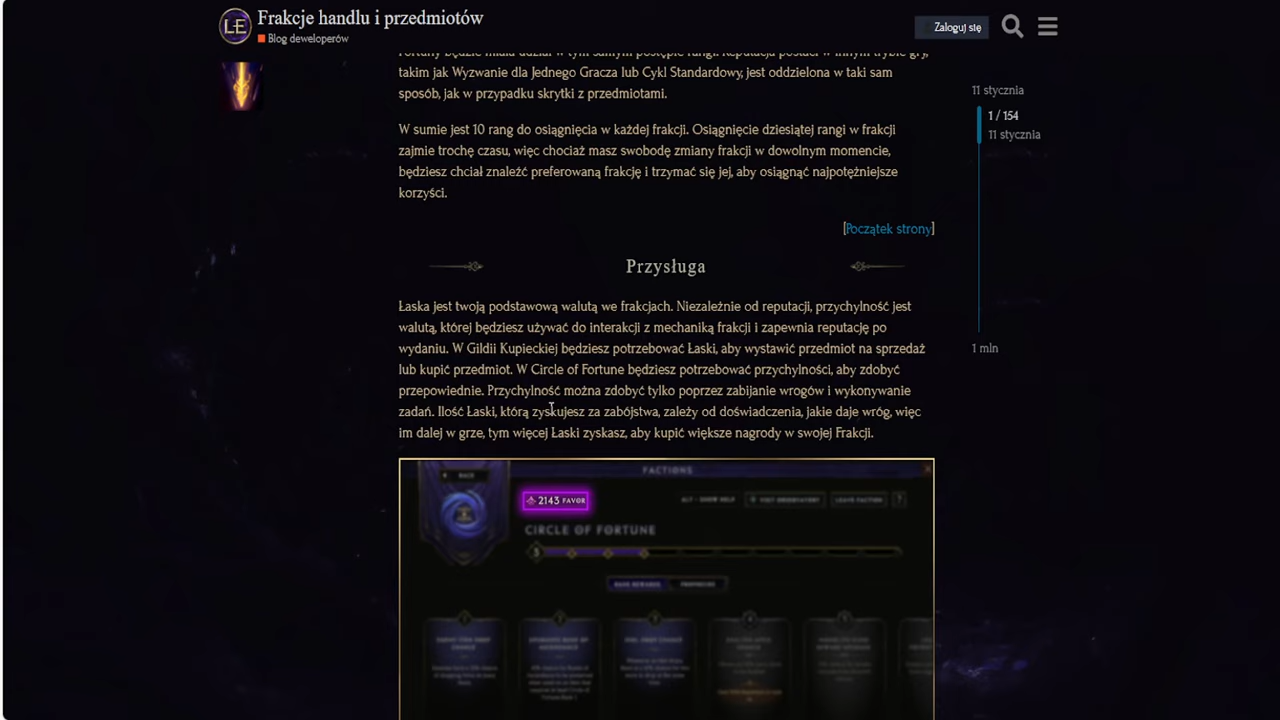 Frakcje handlu i przedmiotów
Blog deweloperów
Zaloguj się
takim jak Wyzwanie dla Jednego Gracza lub Cykl Standardowy, jest oddzielona w taki sam
sposób, jak w przypadku skrytki z przedmiotami.
W sumie jest 10 rang do osiągnięcia w każdej frakcji. Osiągnięcie dziesiątej rangi w frakcji
zajmie trochę czasu, więc chociaż masz swobodę zmiany frakcji w dowolnym momencie,
będziesz chciał znaleźć preferowaną frakcję i trzymać się jej, aby osiągnąć najpotężniejsze
korzyści.
[Początek strony]
Przysługa
Łaska jest twoją podstawową walutą we frakcjach. Niezależnie od reputacji, przychylność jest
walutą, której będziesz używać do interakcji z mechaniką frakcji i zapewnia reputację po
wydaniu. W Gildii Kupieckiej będziesz potrzebować Łaski, aby wystawić przedmiot na sprzedaż
lub kupić przedmiot. W Circle of Fortune będziesz potrzebować przychylności, aby zdobyć
przepowiednie. Przychylność można zdobyć tylko poprzez zabijanie wrogów i wykonywanie
zadań. Ilość Łaski, którą zyskujesz za zabójstwa, zależy od doświadczenia, jakie daje wróg, więc
im dalej w grze, tym więcej Łaski zyskasz, aby kupić większe nagrody w swojej Frakcji.
11 stycznia
1 / 154
11 stycznia
1 mln
FACTIONS
BACK
2143 FAVOR
LEAVE FACTION
?
CIRCLE OF FORTUNE